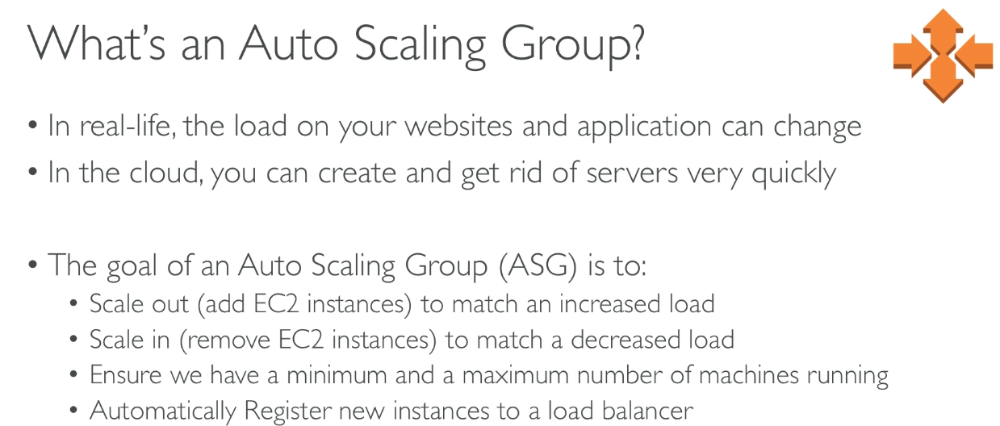 What's an Auto Scaling Group?
• In real-life, the load on your websites and application can change
• In the cloud, you can create and get rid of servers very quickly
• The goal of an Auto Scaling Group (ASG) is to:
• Scale out (add EC2 instances) to match an increased load
• Scale in (remove EC2 instances) to match a decreased load
• Ensure we have a minimum and a maximum number of machines running
• Automatically Register new instances to a load balancer